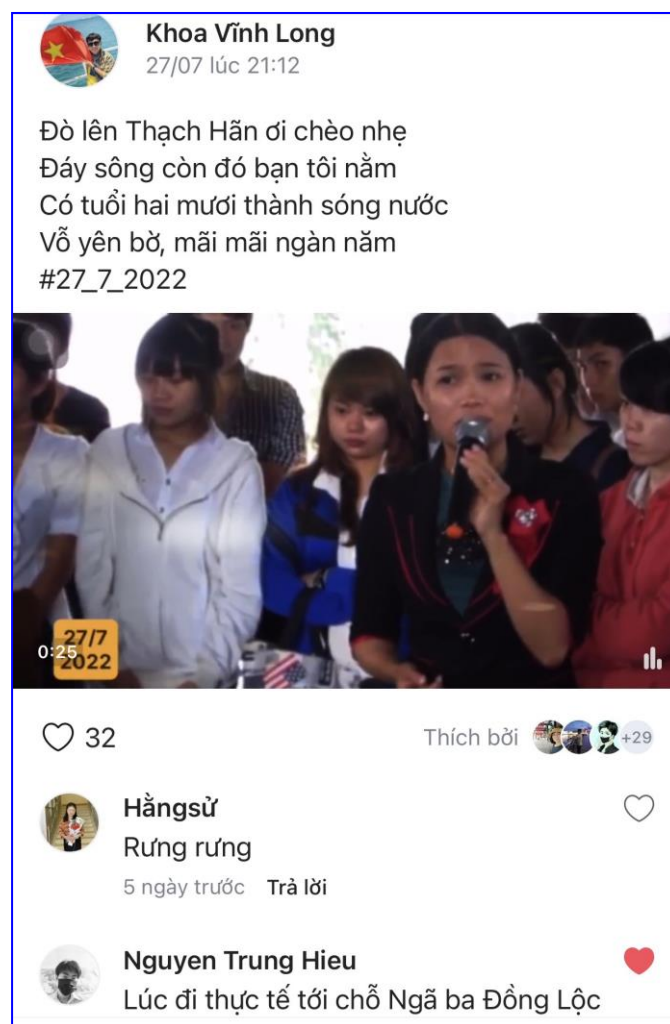 Khoa Vĩnh Long
27/07 lúc 21:12
Đò lên Thạch Hãn ơi chèo nhẹ
Đáy sông còn đó bạn tôi nằm
Có tuổi hai mươi thành sóng nước
Vỗ yên bờ, mãi mãi ngàn năm
#27_7_2022
0:25
27/7
2022
32
Thích bởi
+29
Hằngsử
Rưng rưng
5 ngày trước Trả lời
Nguyen Trung Hieu
Lúc đi thực tế tới chỗ Ngã ba Đồng Lộc